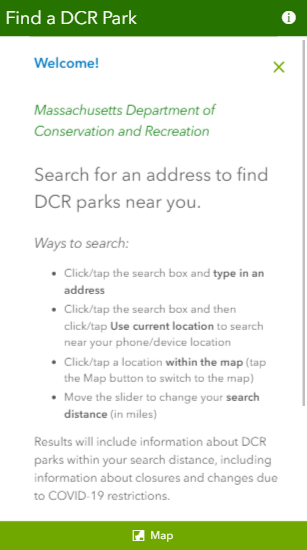 Find a DCR Park
Welcome!
Massachusetts Department of
Conservation and Recreation
Search for an address to find
DCR parks near you.
Ways to search:
• Click/tap the search box and type in an
address
• Click/tap the search box and then
click/tap Use current location to search
near your phone/device location
• Click/tap a location within the map (tap
the Map button to switch to the map)
• Move the slider to change your search
distance (in miles)
Results will include information about DCR
parks within your search distance, including
information about closures and changes due
to COVID-19 restrictions.
Map